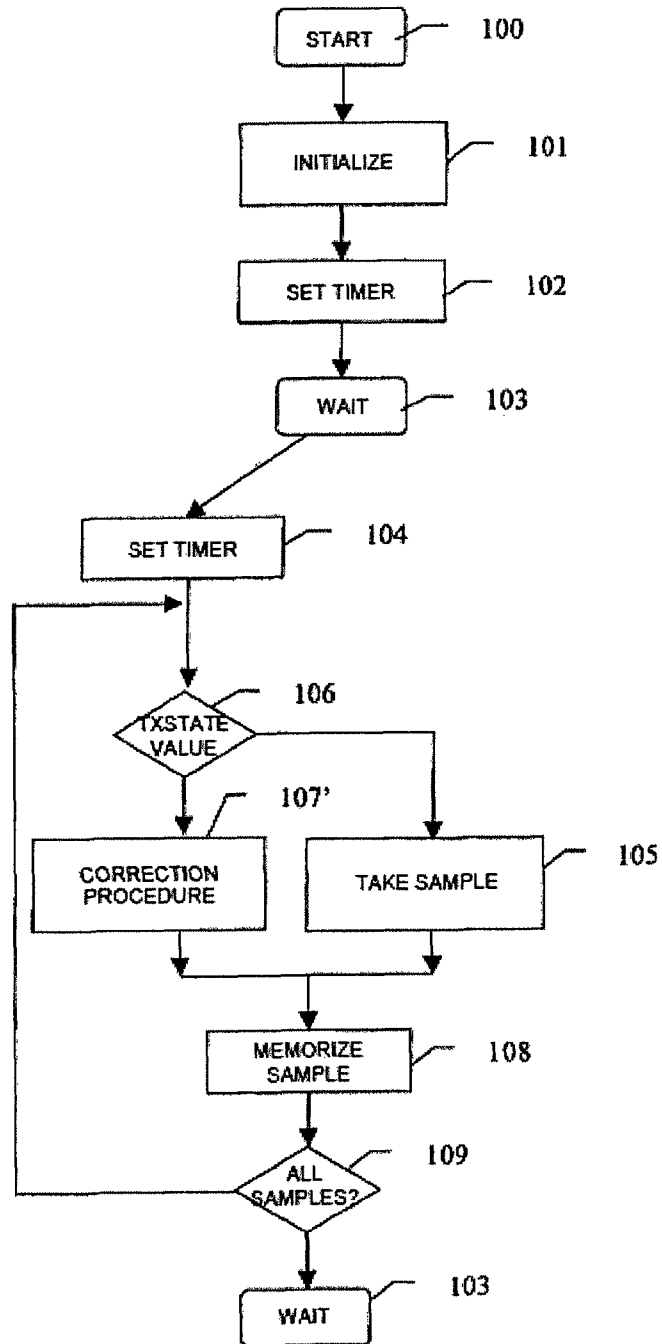 START
100
INITIALIZE
101
SET TIMER
102
WAIT
103
SET TIMER
104
TXSTATE
VALUE
106
CORRECTION
PROCEDURE
107'
TAKE SAMPLE
105
MEMORIZE
SAMPLE
108
ALL
SAMPLES?
109
WAIT
103